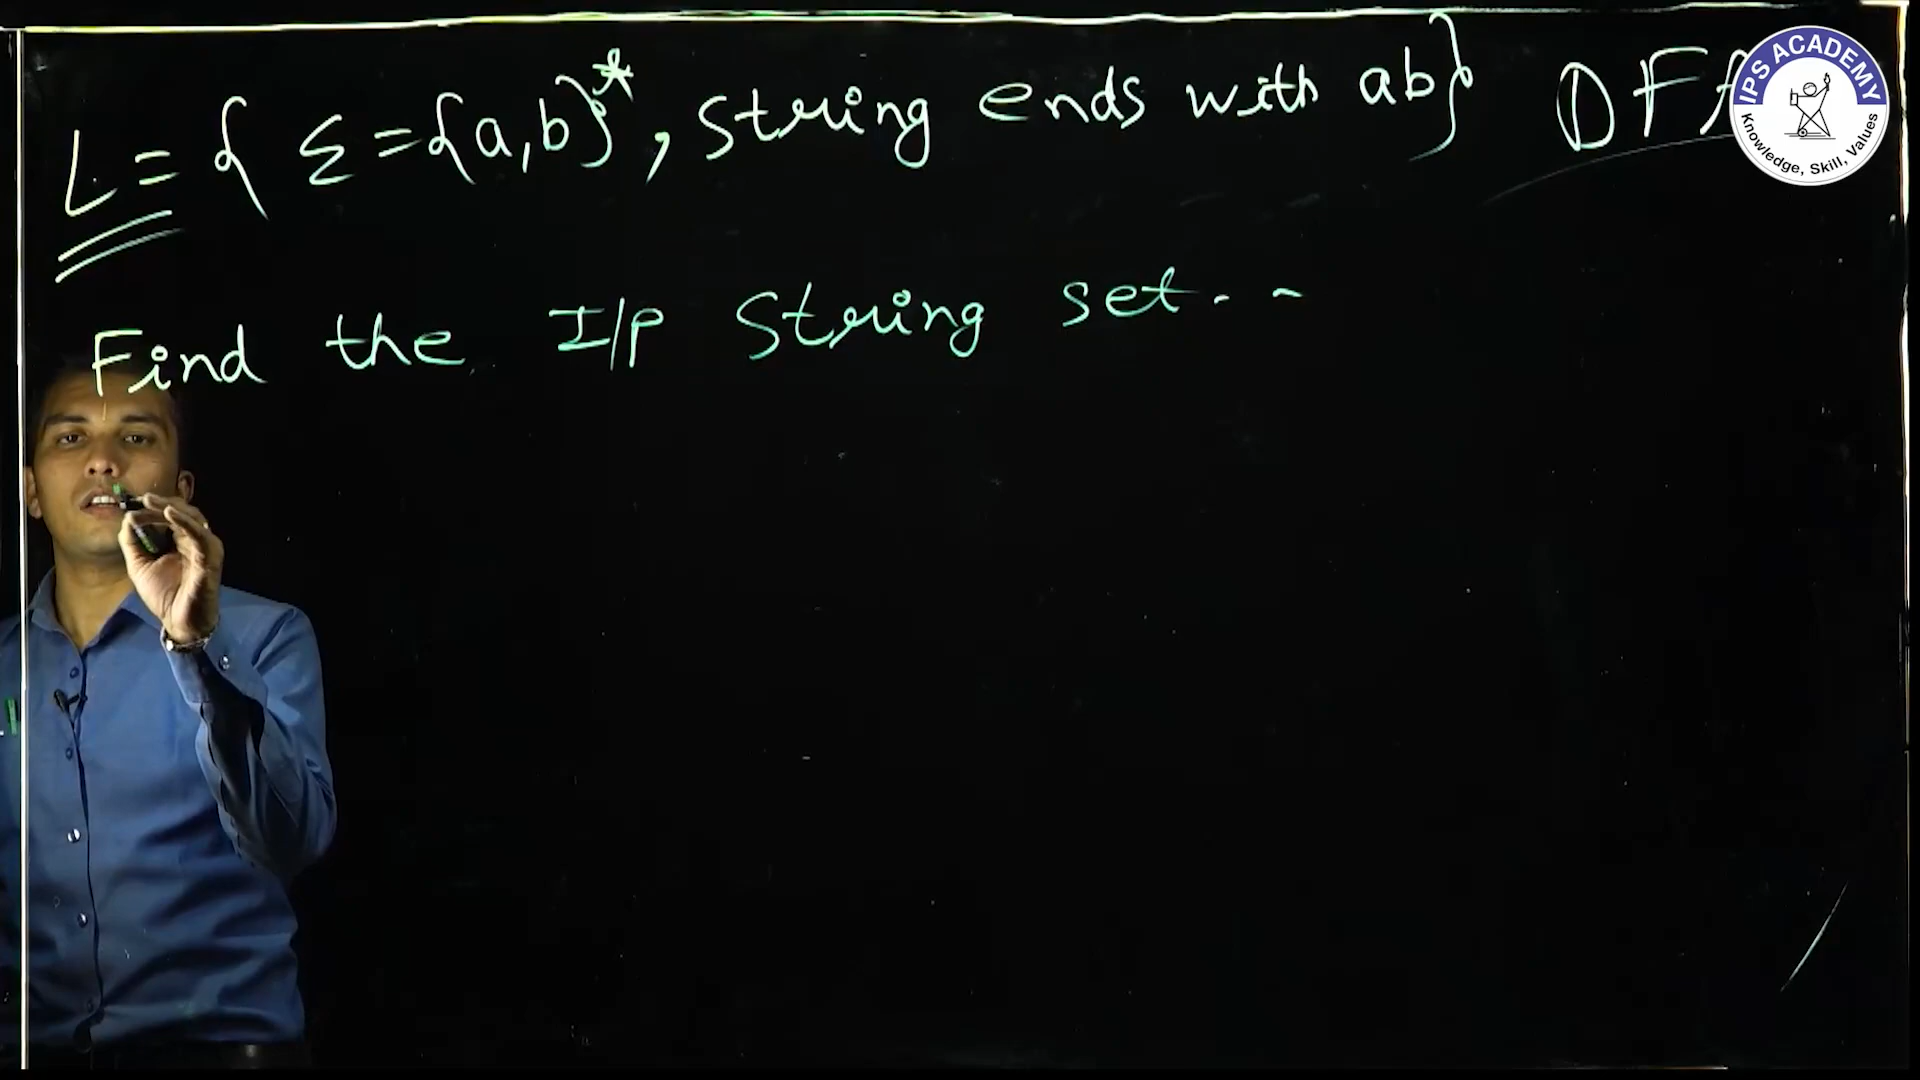 L = { Σ = {a,b}*, String ends with ab} DFA
Find the I/p String set. -
IPS ACADEMY
Knowledge, Skill, Values